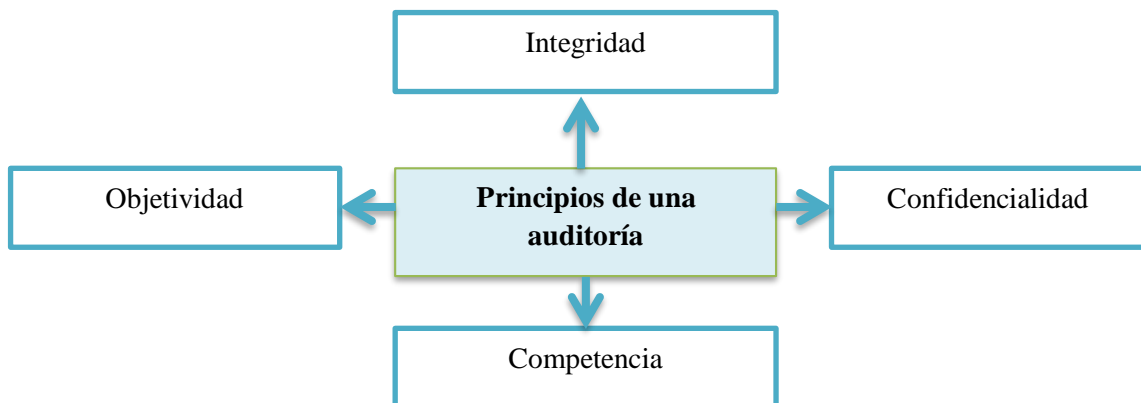 Integridad
Objetividad
Principios de una
auditoría
Confidencialidad
Competencia